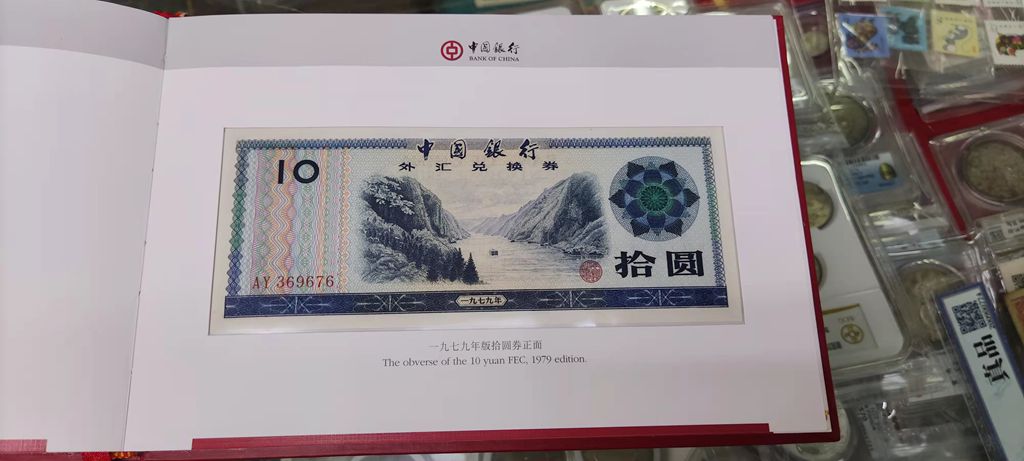 中国銀行
BANK OF CHINA
中国銀行
外汇兑换券
10
拾圆
AY 369676
一九七九年
一九七九年版拾圆券正面
The obverse of the 10 yuan FEC, 1979 edition.